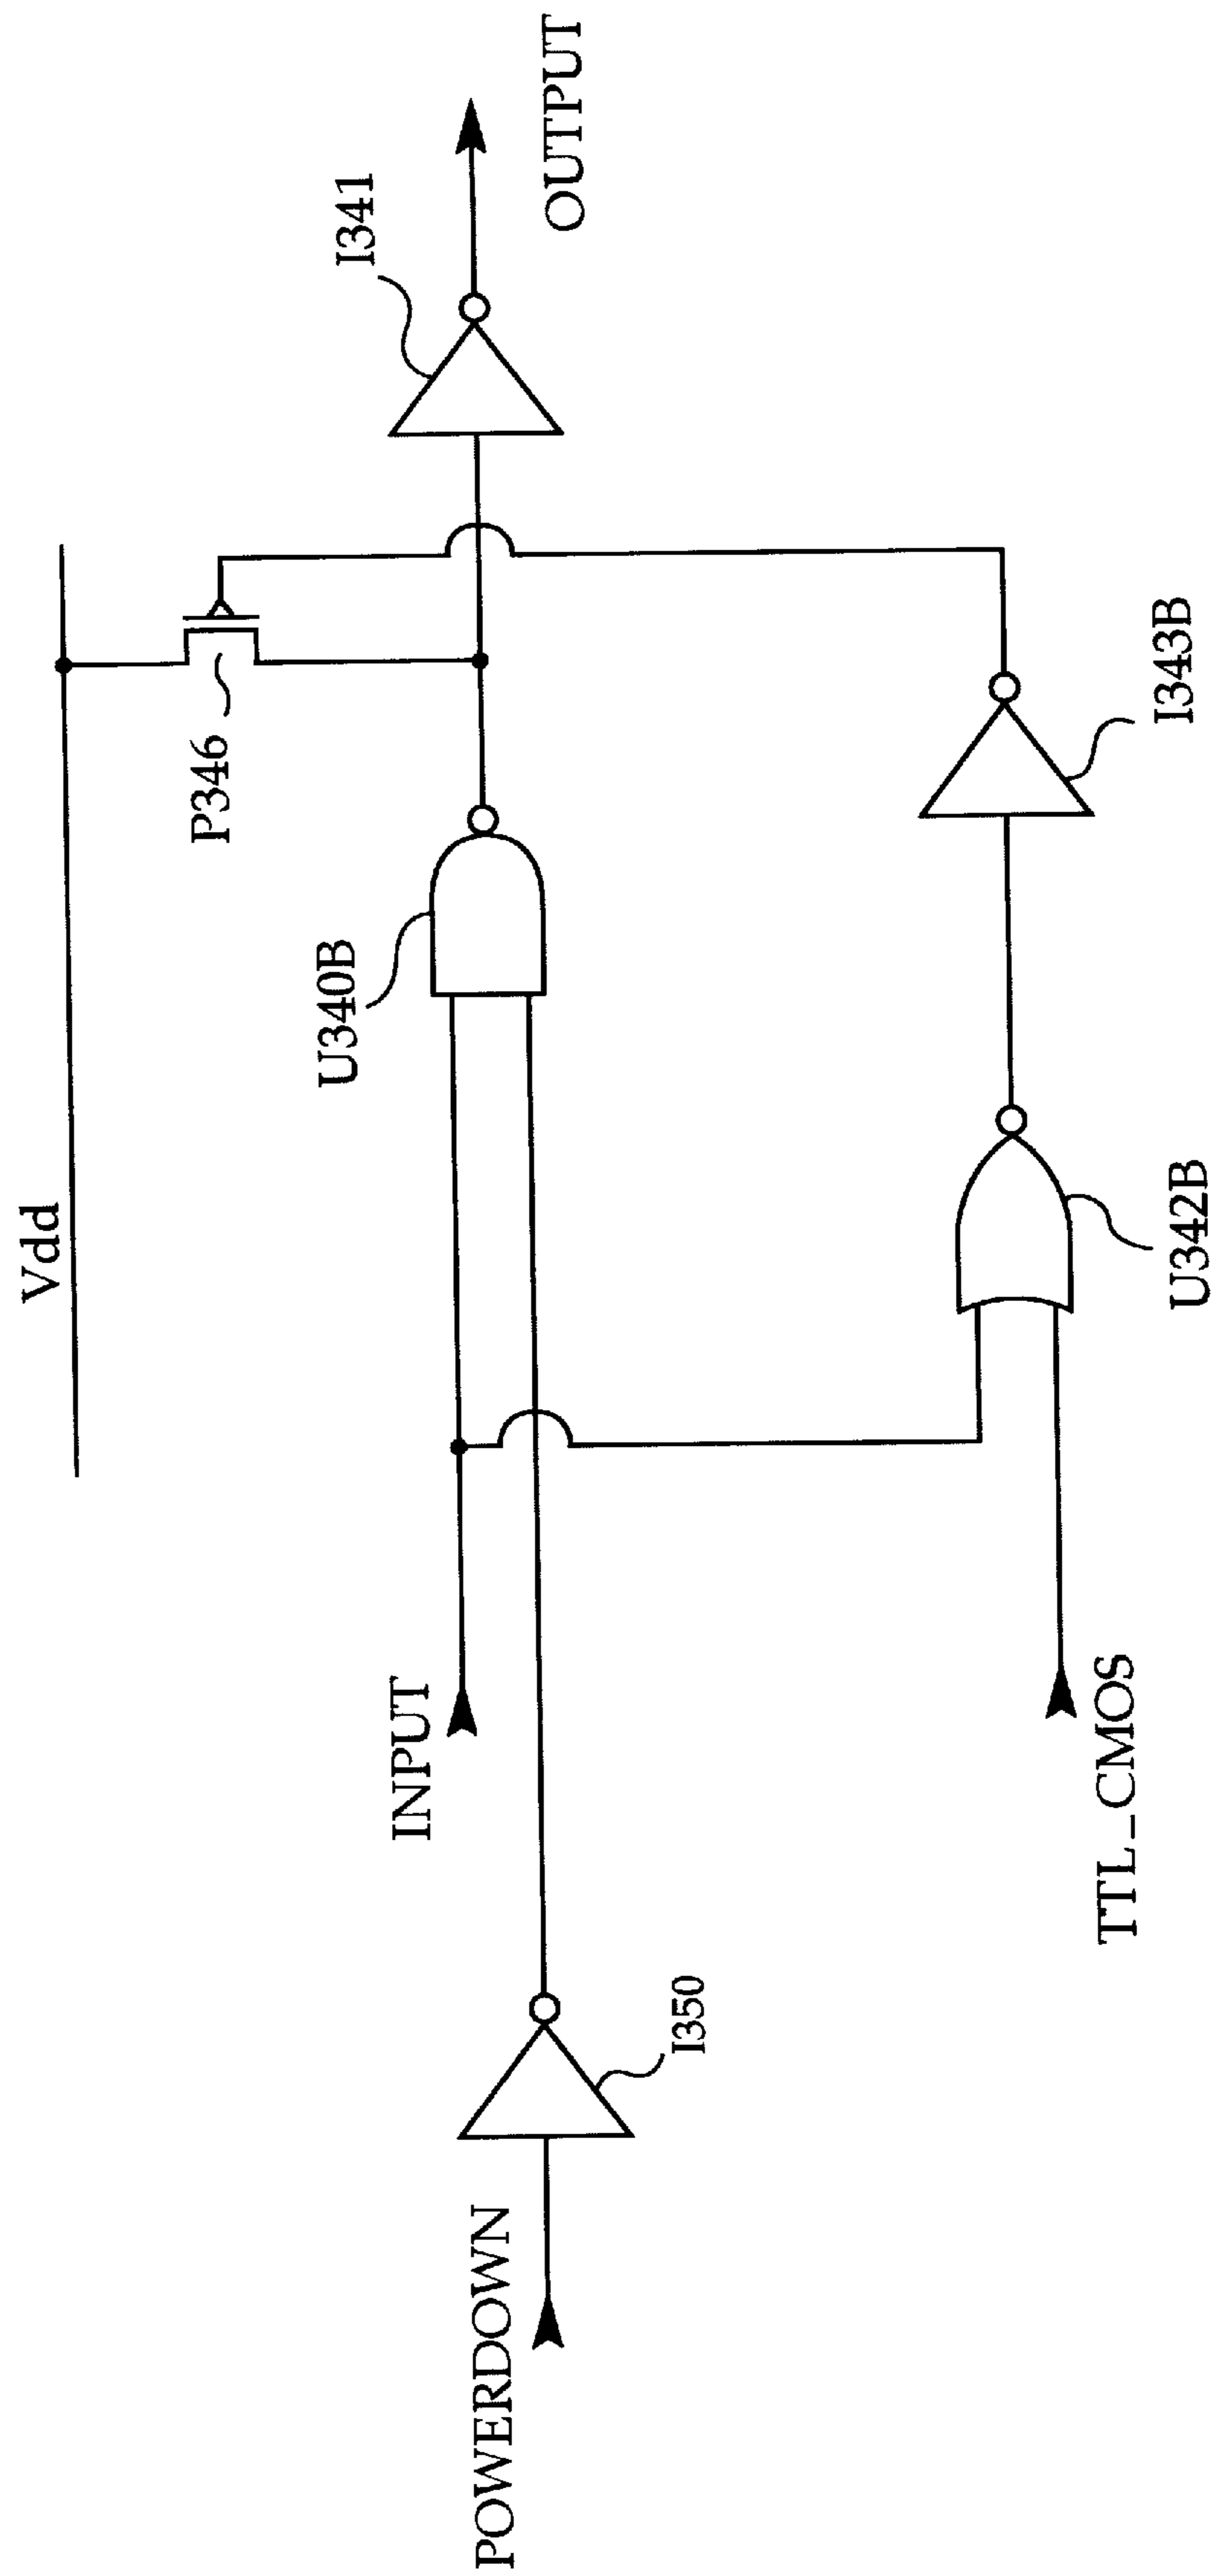 Vdd
P346
I341
OUTPUT
U340B
INPUT
POWERDOWN
I350
I343B
U342B
TTL_CMOS